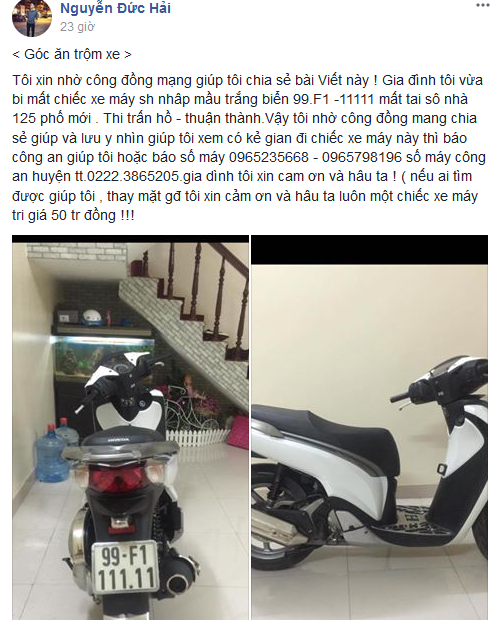 Nguyễn Đức Hải
23 giờ
< Góc ăn trộm xe >
Tôi xin nhờ công đồng mạng giúp tôi chia sẻ bài Viết này ! Gia đình tôi vừa
bi mất chiếc xe máy sh nhâp mầu trắng biển 99.F1 -11111 mất tai sô nhà
125 phố mới . Thi trấn hồ - thuận thành.Vậy tôi nhờ công đồng mang chia
sẻ giúp và lưu y nhìn giúp tôi xem có kẻ gian đi chiếc xe máy này thì báo
công an giúp tôi hoặc báo số máy 0965235668 - 0965798196 số máy công
an huyện tt.0222.3865205.gia dình tôi xin cam ơn và hâu ta ! ( nếu ai tìm
được giúp tôi , thay mặt gđ tôi xin cảm ơn và hâu ta luôn một chiếc xe máy
tri giá 50 tr đồng !!!
HONDA
99-F1
111.11